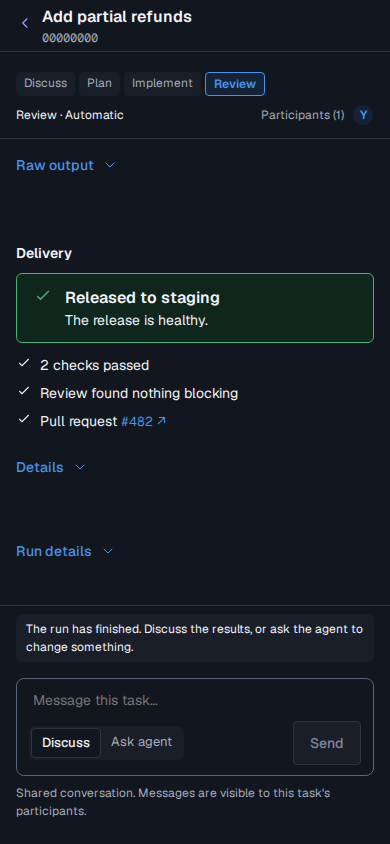 Add partial refunds
00000000
Discuss Plan Implement Review
Review · Automatic Participants (1) Y
Raw output
Delivery
Released to staging
The release is healthy.
2 checks passed
Review found nothing blocking
Pull request #482
Details
Run details
The run has finished. Discuss the results, or ask the agent to
change something.
Message this task...
Discuss Ask agent Send
Shared conversation. Messages are visible to this task's
participants.